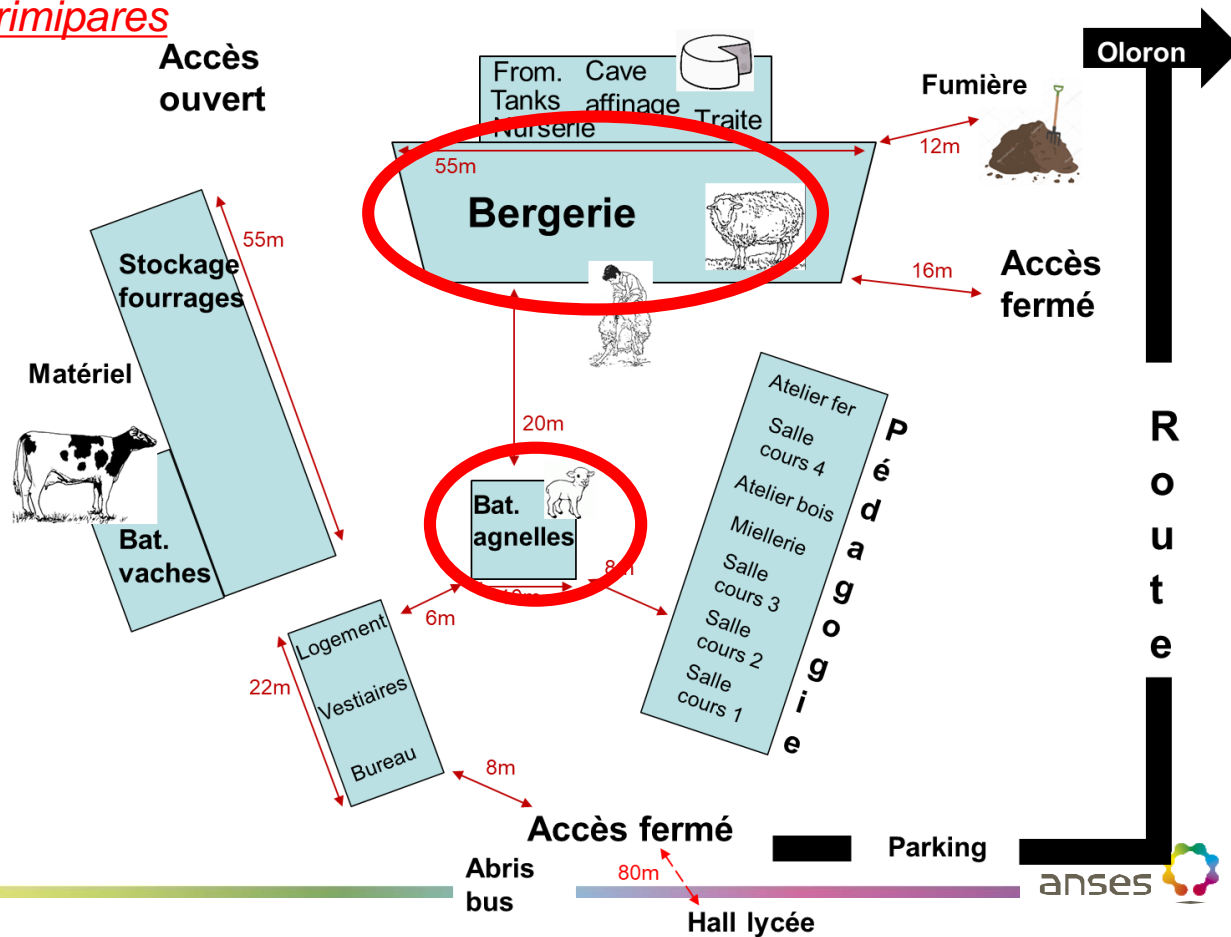 rimipares
Accès
ouvert
From. Cave
Tanks affinage
Nurserie Traite
Oloron
Fumière
12m
55m
Bergerie
55m
Stockage
fourrages
16m
Accès
fermé
Matériel
20m
Atelier fer
Salle
cours 4
Atelier bois
Miellerie
Salle
cours 3
Salle
cours 2
Salle
cours 1
Pédagogie
Route
Bat.
agnelles
8m
6m
Bat.
vaches
Logement
22m
Vestiaires
Bureau
8m
Accès fermé
Parking
80m
Abris
bus
anses
Hall lycée